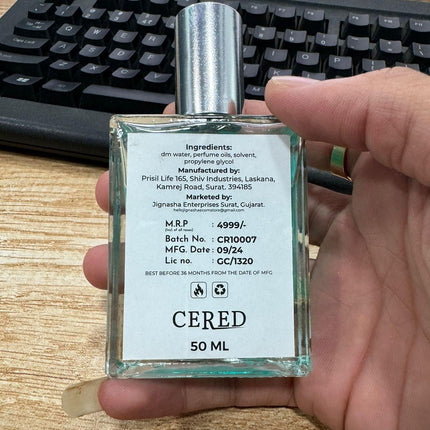 Ingredients:
dm water, perfume oils, solvent,
propylene glycol
Manufactured by:
Prisil Life 165, Shiv Industries, Laskana,
Kamrej Road, Surat. 394185
Marketed by:
Jignasha Enterprises Surat, Gujarat.
M.R.P : 4999/-
(Incl. of all taxes)
Batch No. : CR10007
MFG. Date : 09/24
Lic no. : GC/1320
BEST BEFORE 36 MONTHS FROM THE DATE OF MFG
CERED
50 ML